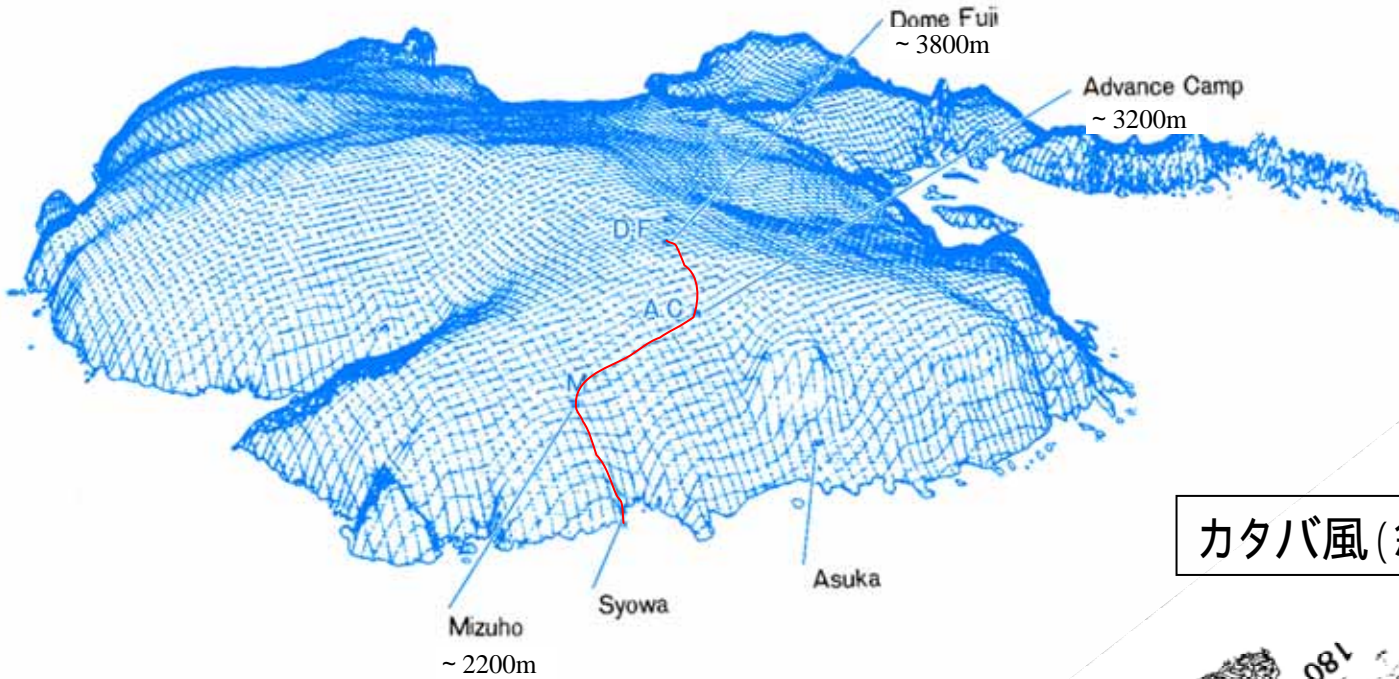 Dome Fuji
~ 3800m
Advance Camp
~ 3200m
D.F
A.C
M
カタバ風(
Asuka
Syowa
Mizuho
~ 2200m
180